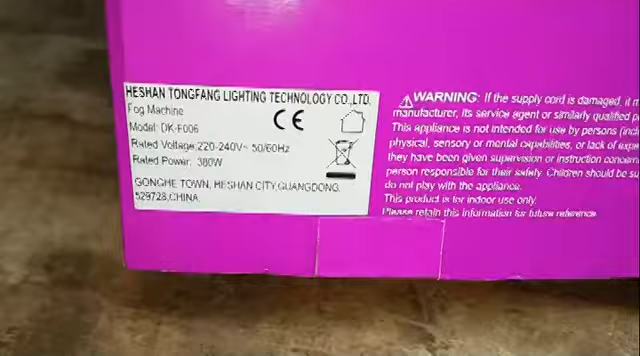 HESHAN TONGFANG LIGHTING TECHNOLOGY CO.,LTD.
Fog Machine
Model: DK-F006
Rated Voltage:220-240V~ 50/60Hz
Rated Power: 380W
GONGHE TOWN, HESHAN CITY,GUANGDONG,
529728,CHINA
CE
WARNING: If the supply cord is damaged, it m
manufacturer, its service agent or similarly qualified p
This appliance is not intended for use by persons (incl
physical, sensory or mental capabilities, or lack of expe
they have been given supervision or instruction concern
person responsible for their safety. Children should be su
do not play with the appliance.
This product is for indoor use only.
Please retain this information for future reference